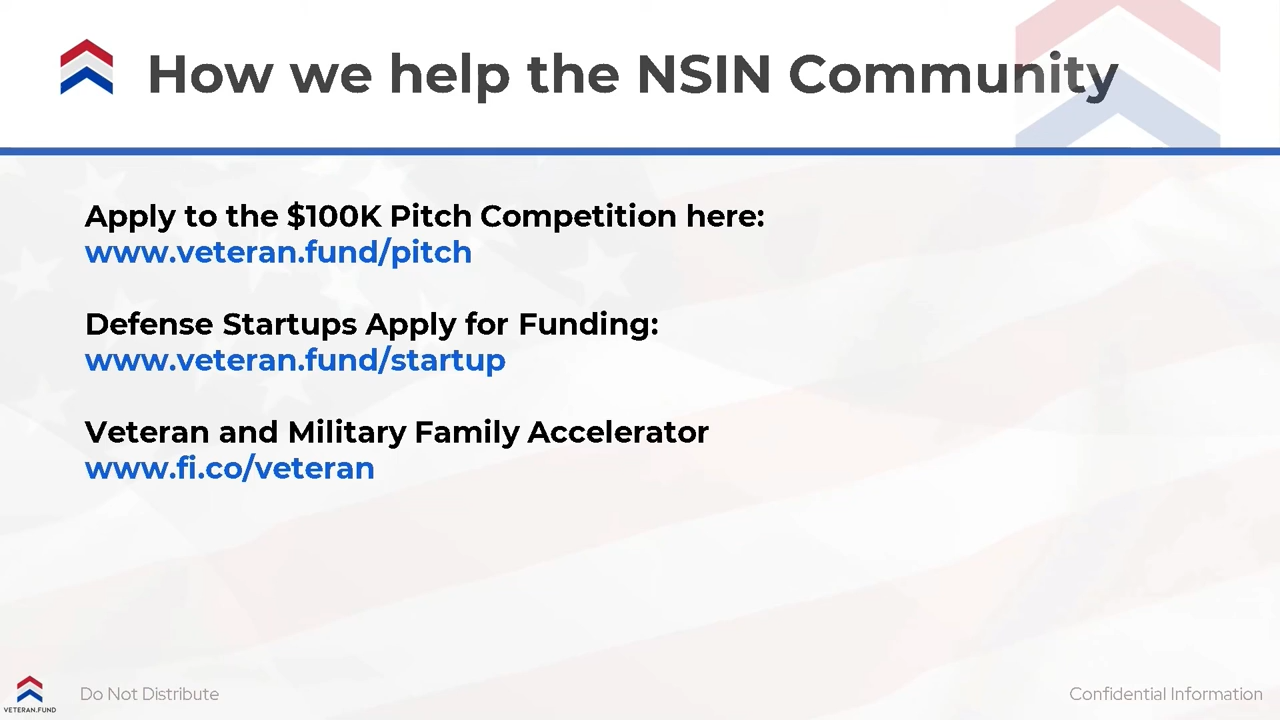 How we help the NSIN Community
Apply to the $100K Pitch Competition here:
www.veteran.fund/pitch
Defense Startups Apply for Funding:
www.veteran.fund/startup
Veteran and Military Family Accelerator
www.fi.co/veteran
VETERAN.FUND
Do Not Distribute
Confidential Information